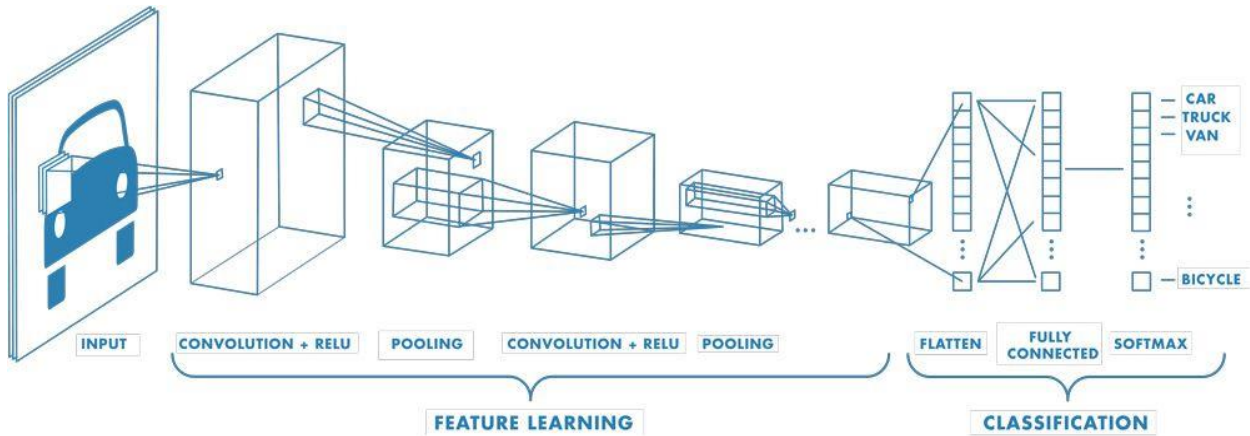 CAR
TRUCK
VAN
BICYCLE
INPUT
CONVOLUTION + RELU
POOLING
CONVOLUTION + RELU
POOLING
FLATTEN
FULLY
CONNECTED
SOFTMAX
FEATURE LEARNING
CLASSIFICATION